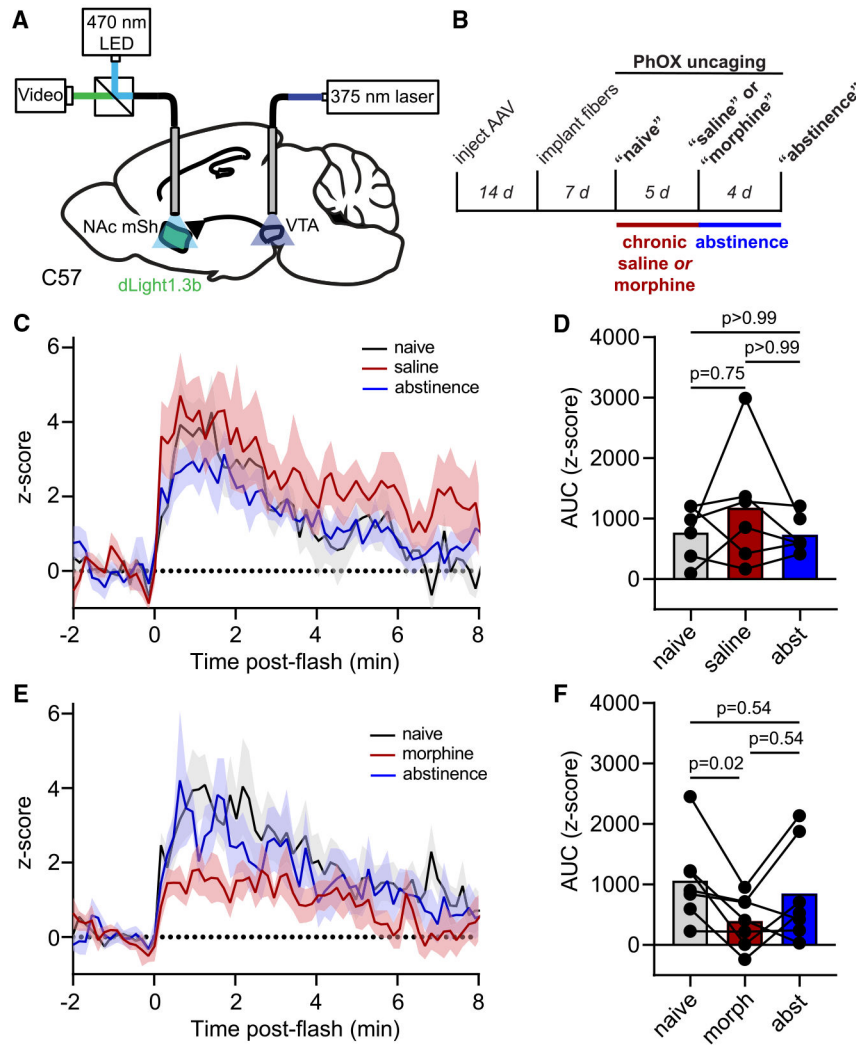 A
470 nm
LED
Video
375 nm laser
NAc mSh
VTA
C57
dLight1.3b
B
PhOX uncaging
inject AAV
implant fibers
“naive”
“saline” or
“morphine”
“abstinence”
14 d
7 d
5 d
4 d
chronic
saline or
morphine
abstinence
C
6
4
2
0
z-score
naive
saline
abstinence
-2
0
2
4
6
8
Time post-flash (min)
D
4000
3000
2000
1000
0
AUC (z-score)
p>0.99
p>0.99
p=0.75
naive
saline
abst
E
6
4
2
0
z-score
naive
morphine
abstinence
-2
0
2
4
6
8
Time post-flash (min)
F
4000
3000
2000
1000
0
AUC (z-score)
p=0.54
p=0.54
p=0.02
naive
morph
abst